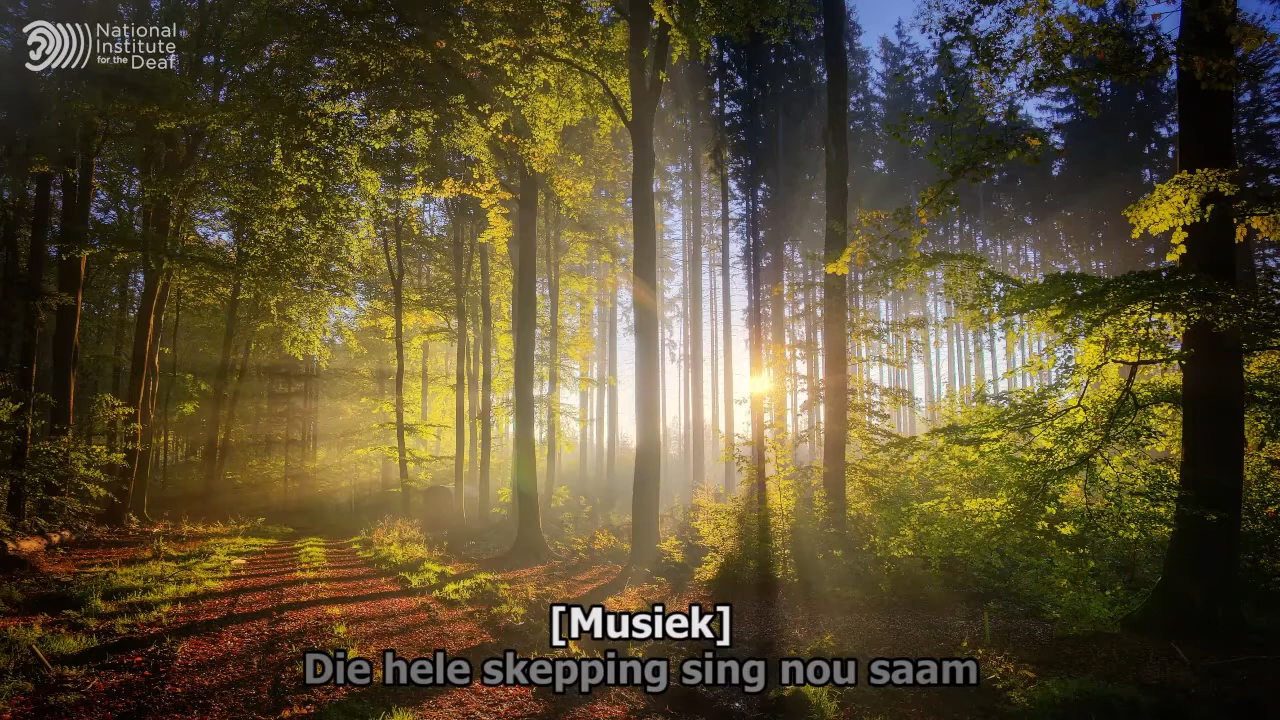 National
Institute
for the Deaf
[Musiek]
Die hele skepping sing nou saam